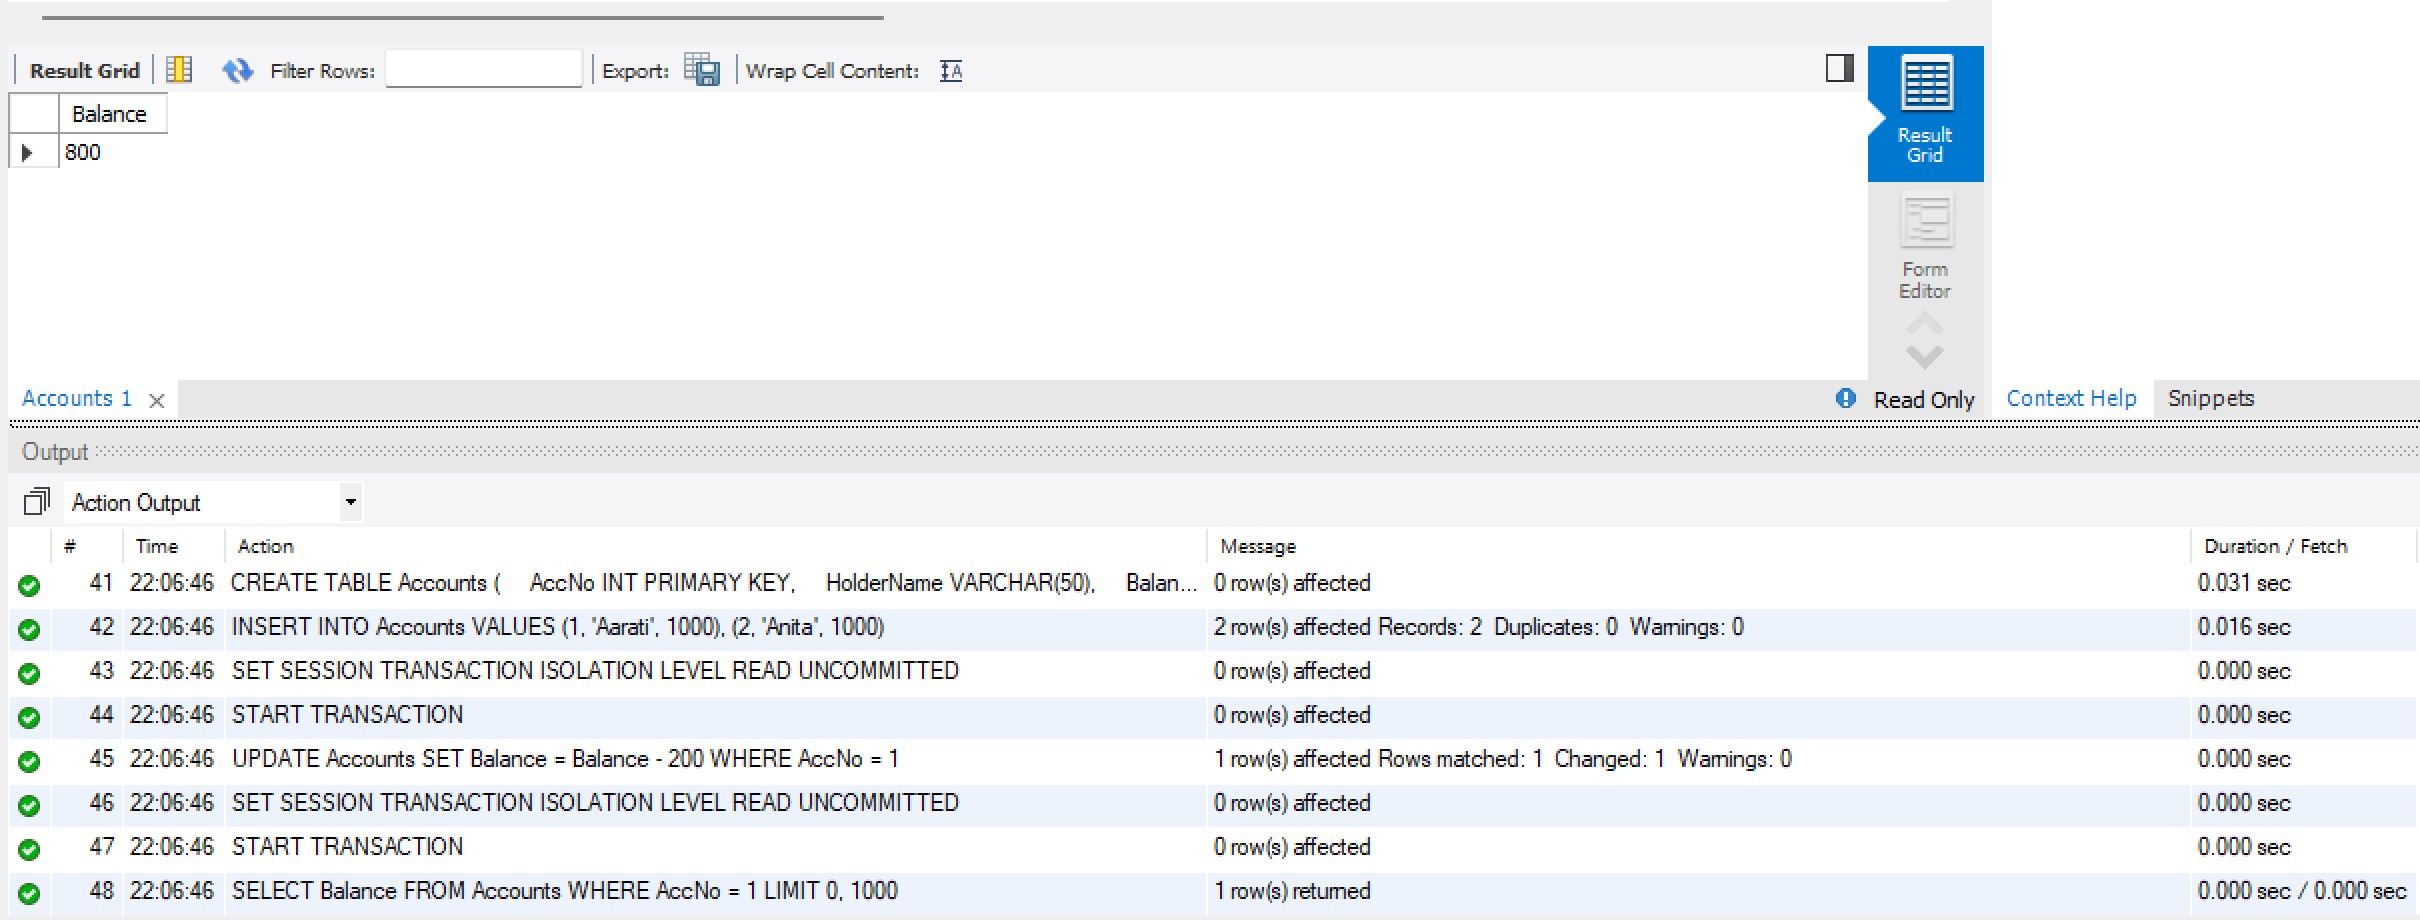 Result Grid Filter Rows: Export: Wrap Cell Content:
Balance
800
Result
Grid
Form
Editor
Accounts 1 Read Only Context Help Snippets
Output
Action Output
# Time Action Message Duration / Fetch
41 22:06:46 CREATE TABLE Accounts ( AccNo INT PRIMARY KEY, HolderName VARCHAR(50), Balan... 0 row(s) affected 0.031 sec
42 22:06:46 INSERT INTO Accounts VALUES (1, 'Aarati', 1000), (2, 'Anita', 1000) 2 row(s) affected Records: 2 Duplicates: 0 Warnings: 0 0.016 sec
43 22:06:46 SET SESSION TRANSACTION ISOLATION LEVEL READ UNCOMMITTED 0 row(s) affected 0.000 sec
44 22:06:46 START TRANSACTION 0 row(s) affected 0.000 sec
45 22:06:46 UPDATE Accounts SET Balance = Balance - 200 WHERE AccNo = 1 1 row(s) affected Rows matched: 1 Changed: 1 Warnings: 0 0.000 sec
46 22:06:46 SET SESSION TRANSACTION ISOLATION LEVEL READ UNCOMMITTED 0 row(s) affected 0.000 sec
47 22:06:46 START TRANSACTION 0 row(s) affected 0.000 sec
48 22:06:46 SELECT Balance FROM Accounts WHERE AccNo = 1 LIMIT 0, 1000 1 row(s) returned 0.000 sec / 0.000 sec